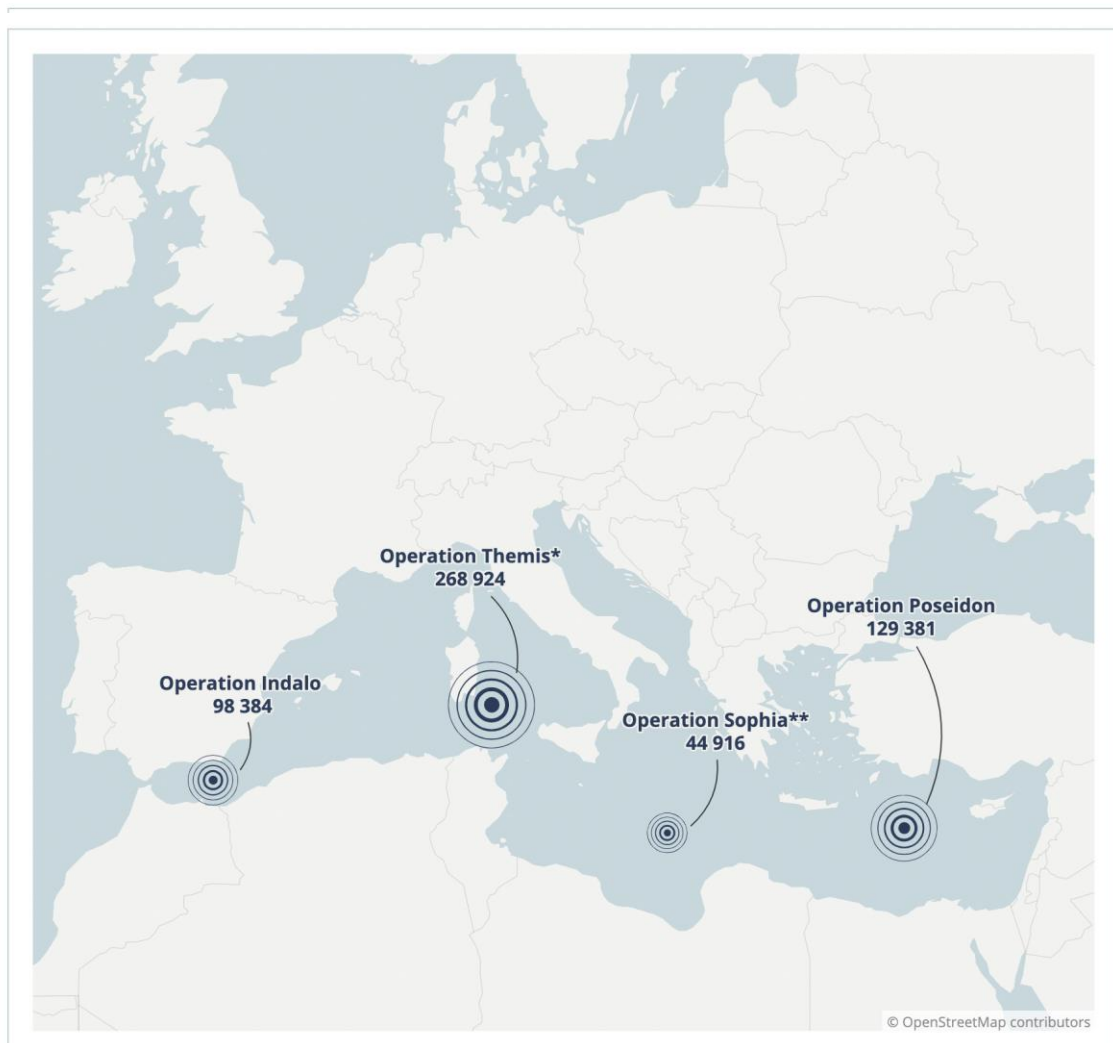 Operation Themis*
268 924
Operation Poseidon
129 381
Operation Indalo
98 384
Operation Sophia**
44 916
© OpenStreetMap contributors